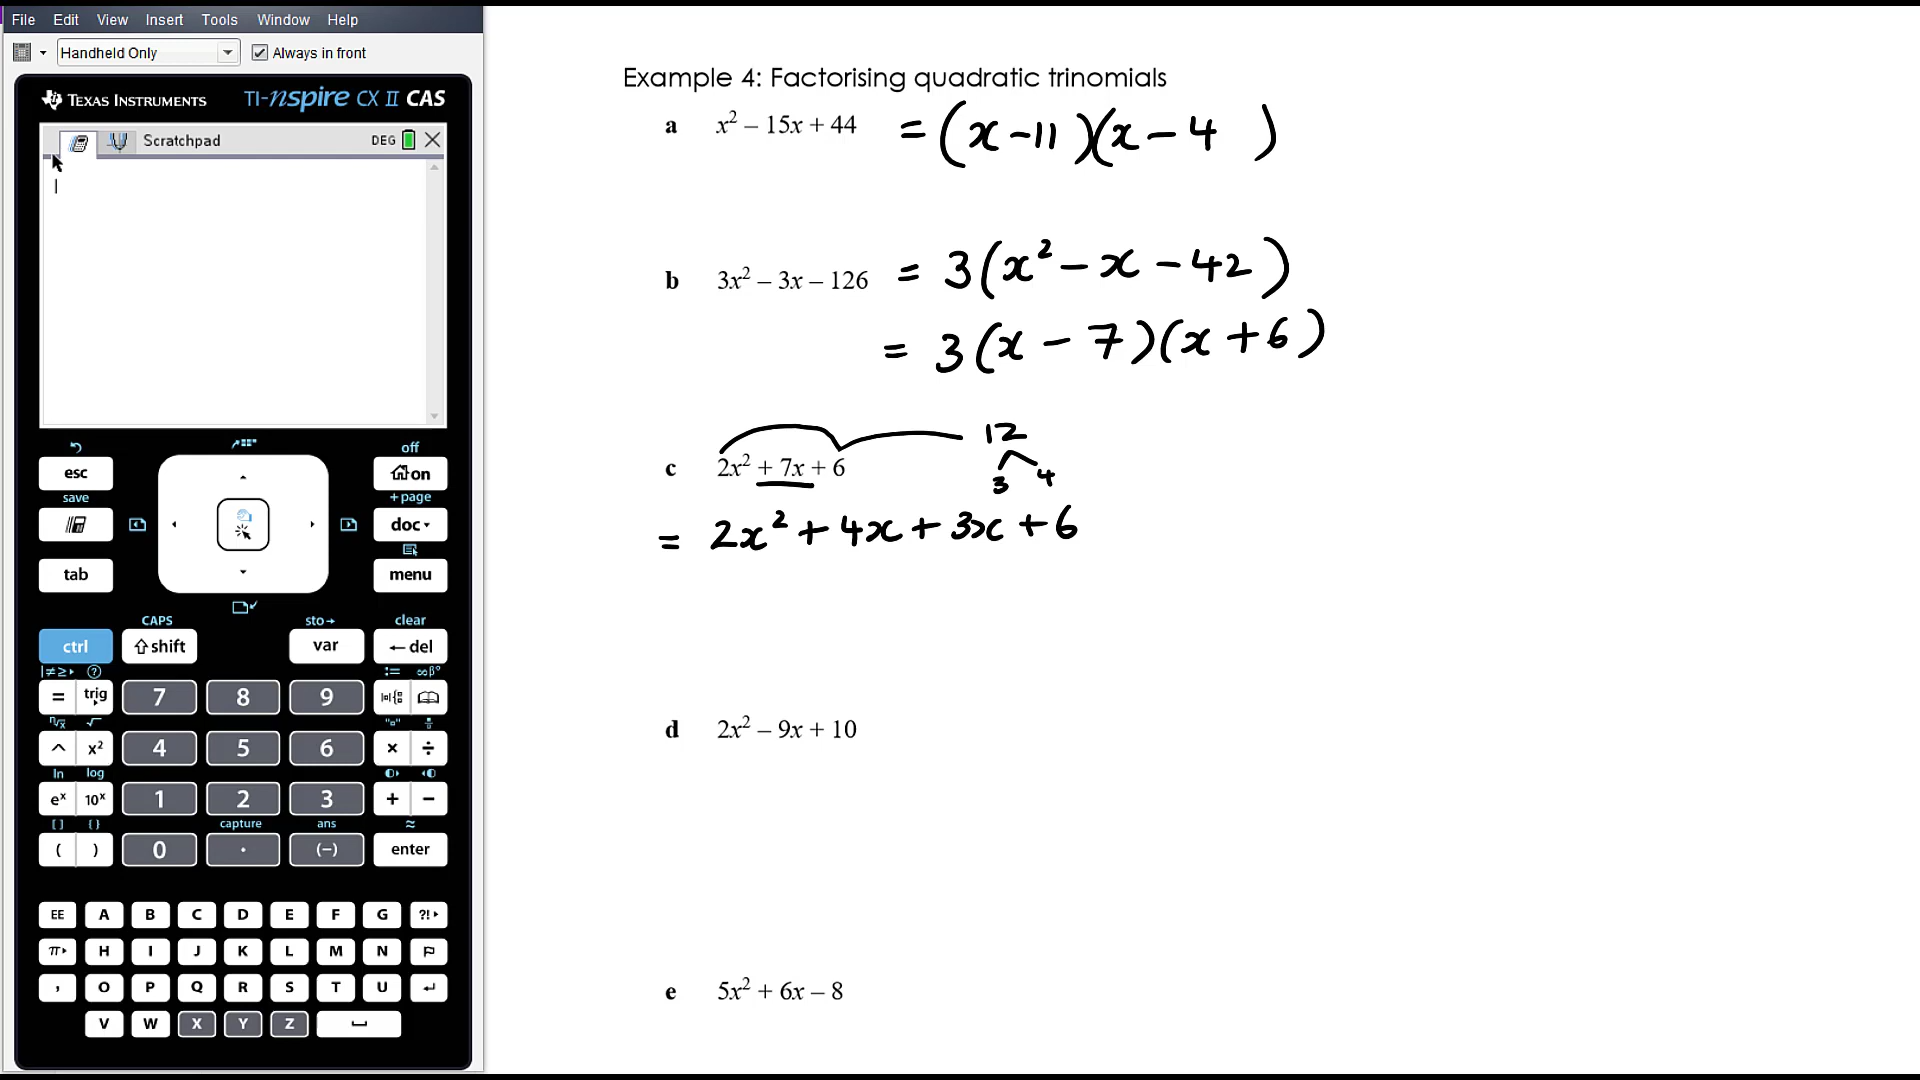 File Edit View Insert Tools Window Help
Handheld Only Always in front
TEXAS INSTRUMENTS TI-nspire CX II CAS
Scratchpad DEG
off
esc on
save + page
doc
tab menu
CAPS sto→ clear
ctrl ⇧shift var ←del
|≠≥▸ := ∞β°
= trig 7 8 9
ⁿ√x √
^ x² 4 5 6 × ÷
ln log
eˣ 10ˣ 1 2 3 + −
[ ] { } capture ans ≈
( ) 0 . (−) enter
EE A B C D E F G ?!▸
π▸ H I J K L M N
, O P Q R S T U ↵
V W X Y Z
Example 4: Factorising quadratic trinomials
a x² – 15x + 44 = (x – 11)(x – 4)
b 3x² – 3x – 126 = 3(x² – x – 42)
= 3(x – 7)(x + 6)
12
c 2x² + 7x + 6
3 4
= 2x² + 4x + 3x + 6
d 2x² – 9x + 10
e 5x² + 6x – 8